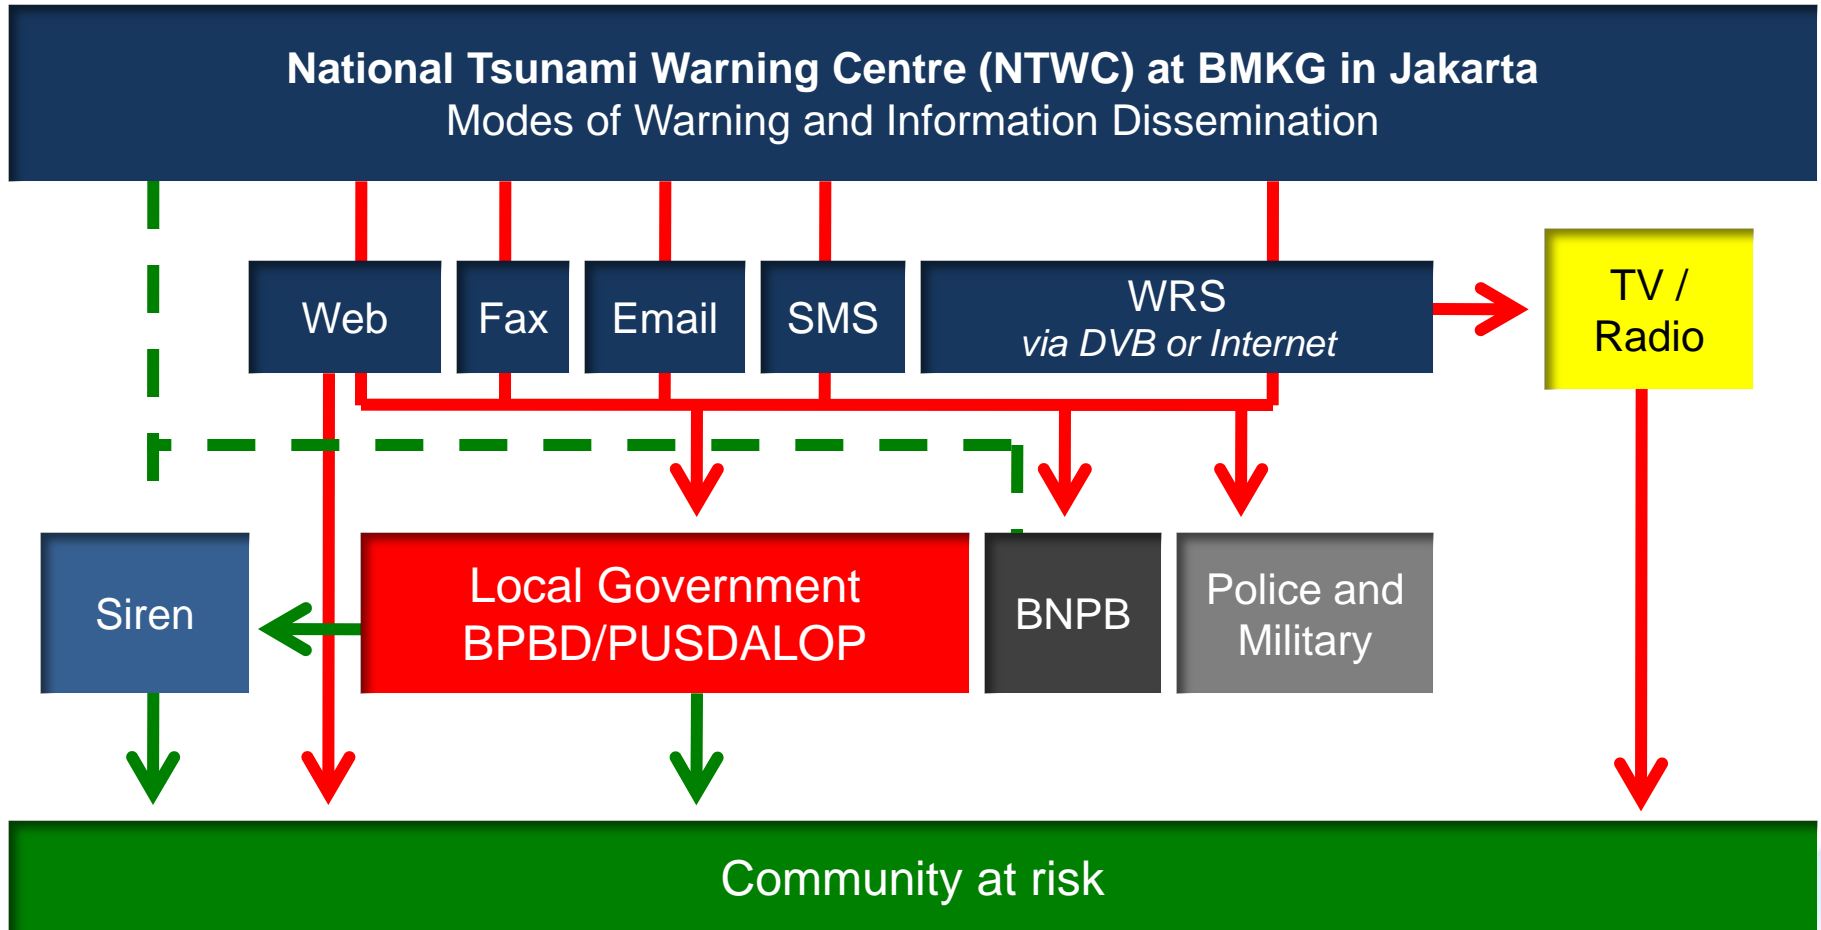 National Tsunami Warning Centre (NTWC) at BMKG in Jakarta
Modes of Warning and Information Dissemination
Web
Fax
Email
SMS
WRS
via DVB or Internet
TV /
Radio
Siren
Local Government
BPBD/PUSDALOP
BNPB
Police and
Military
Community at risk